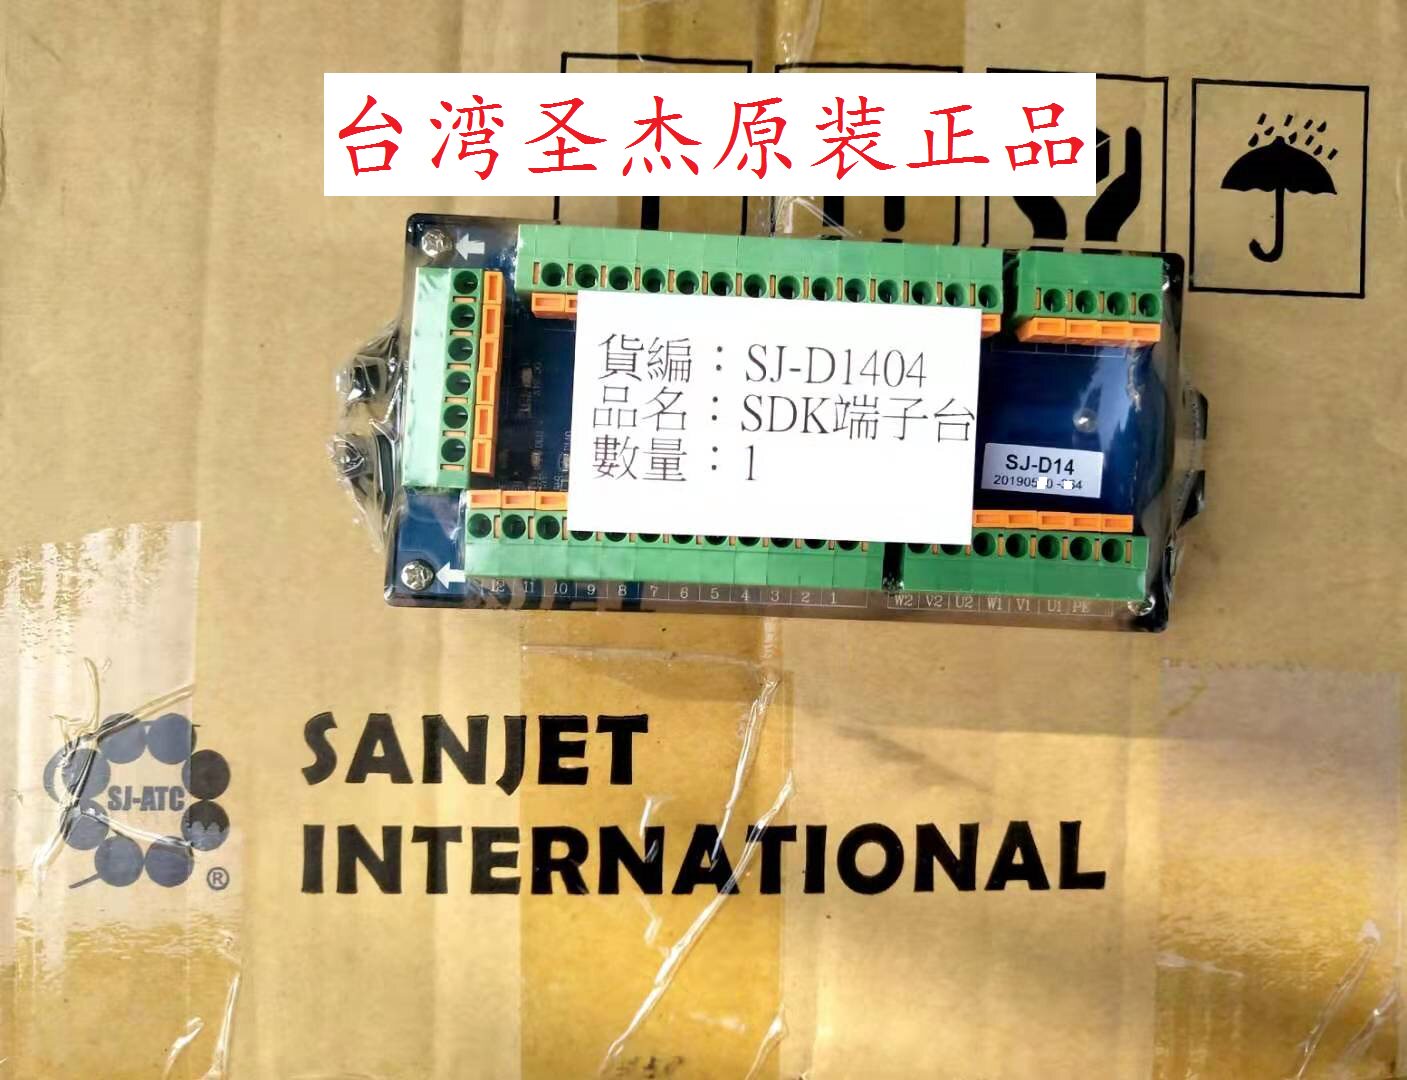 台湾圣杰原装正品
貨編：SJ-D1404
品名：SDK端子台
數量：1
SJ-D14
12 11 10 9 8 7 6 5 4 3 2 1
W2 V2 U2 W1 V1 U1 PE
SJ-ATC
®
SANJET
INTERNATIONAL